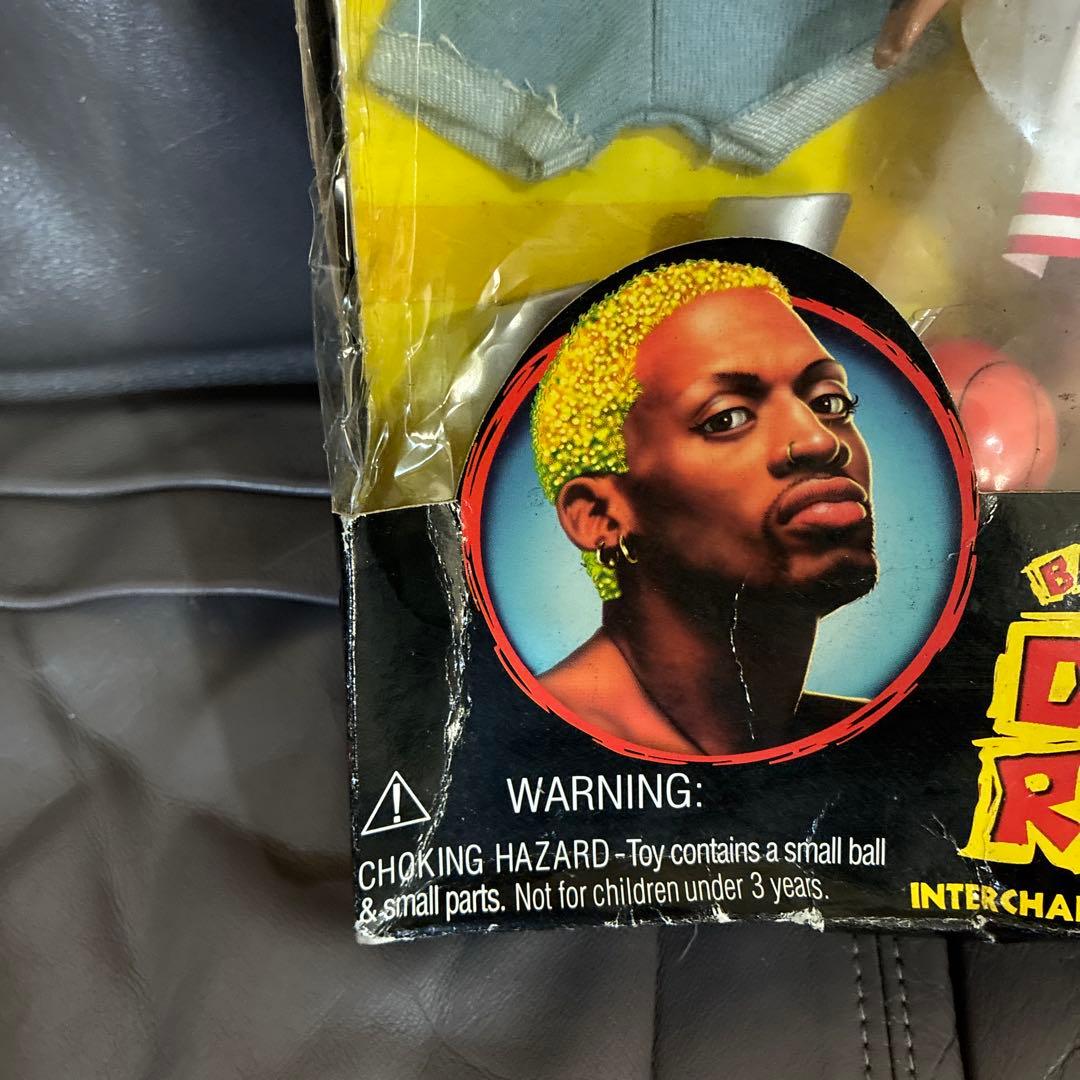 WARNING:
CHOKING HAZARD - Toy contains a small ball
& small parts. Not for children under 3 years.